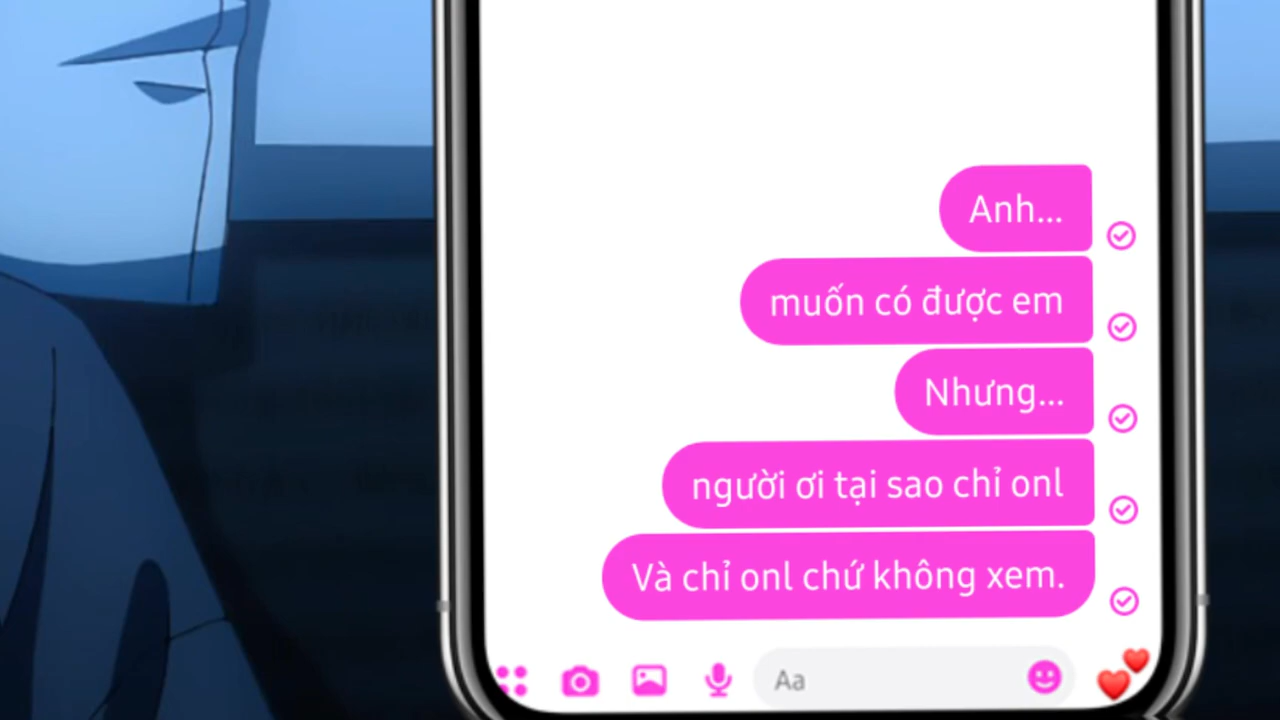 Anh...
muốn có được em
Nhưng...
người ơi tại sao chỉ onl
Và chỉ onl chứ không xem.
Aa